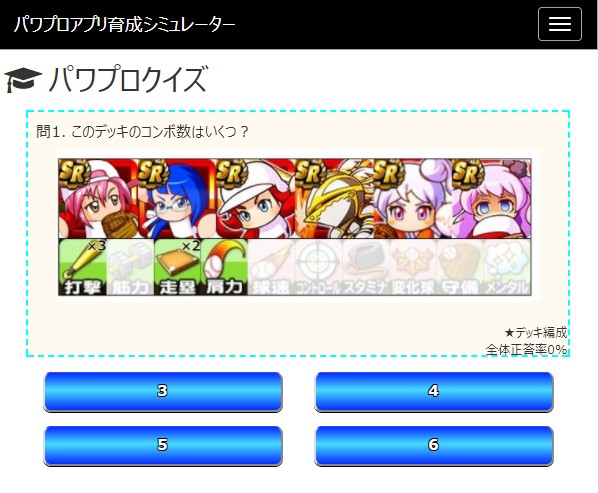 パワプロアプリ育成シミュレーター
パワプロクイズ
問1. このデッキのコンボ数はいくつ？
SR SR SR SR SR SR
×3 ×2
打撃 筋力 走塁 肩力 球速 コントロール スタミナ 変化球 守備 メンタル
★デッキ編成
全体正答率0%
3 4
5 6